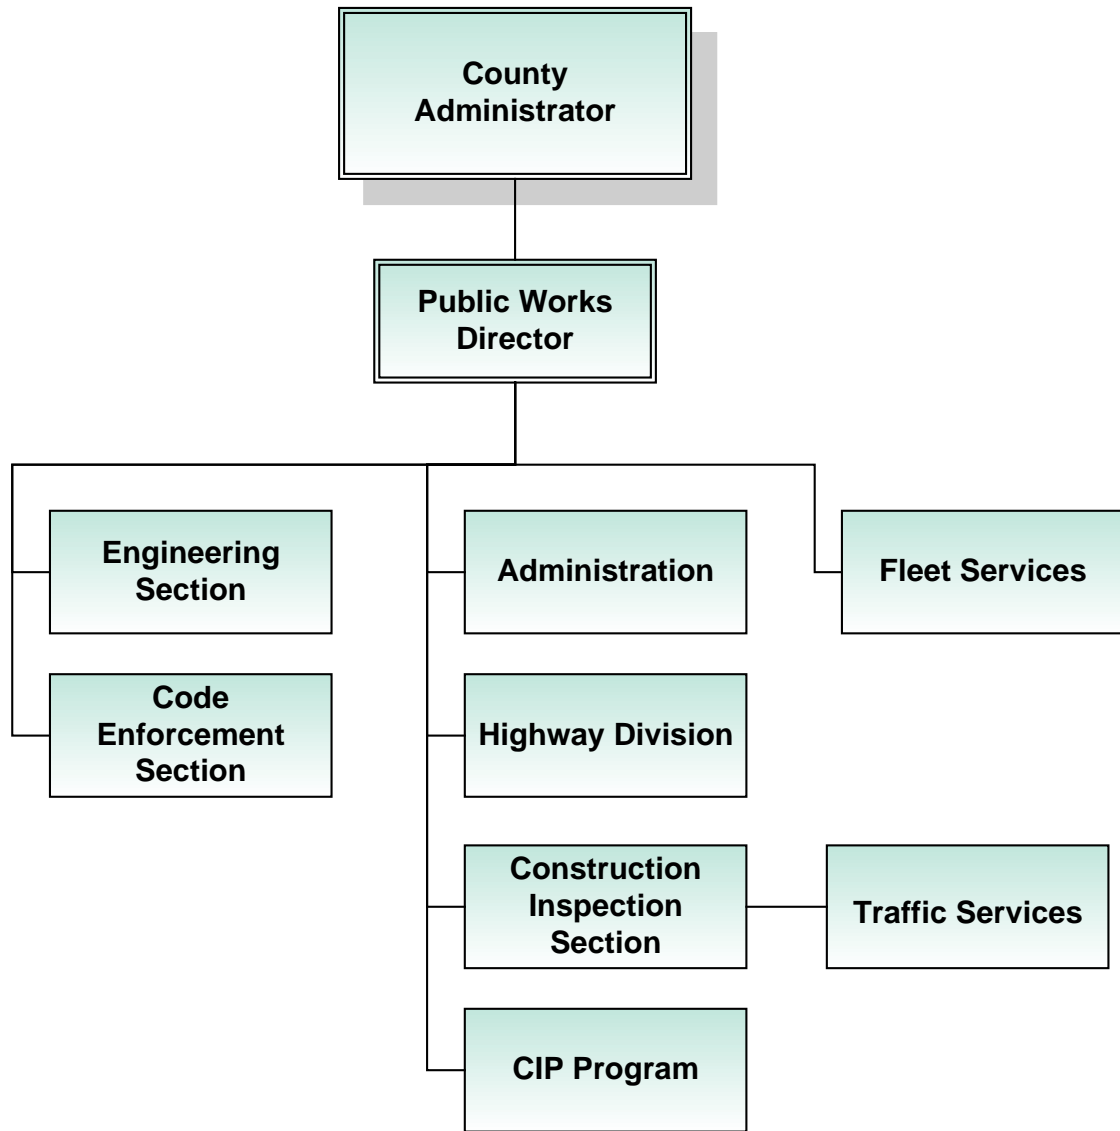 County
Administrator
Public Works
Director
Engineering
Section
Administration
Fleet Services
Code
Enforcement
Section
Highway Division
Construction
Inspection
Section
Traffic Services
CIP Program